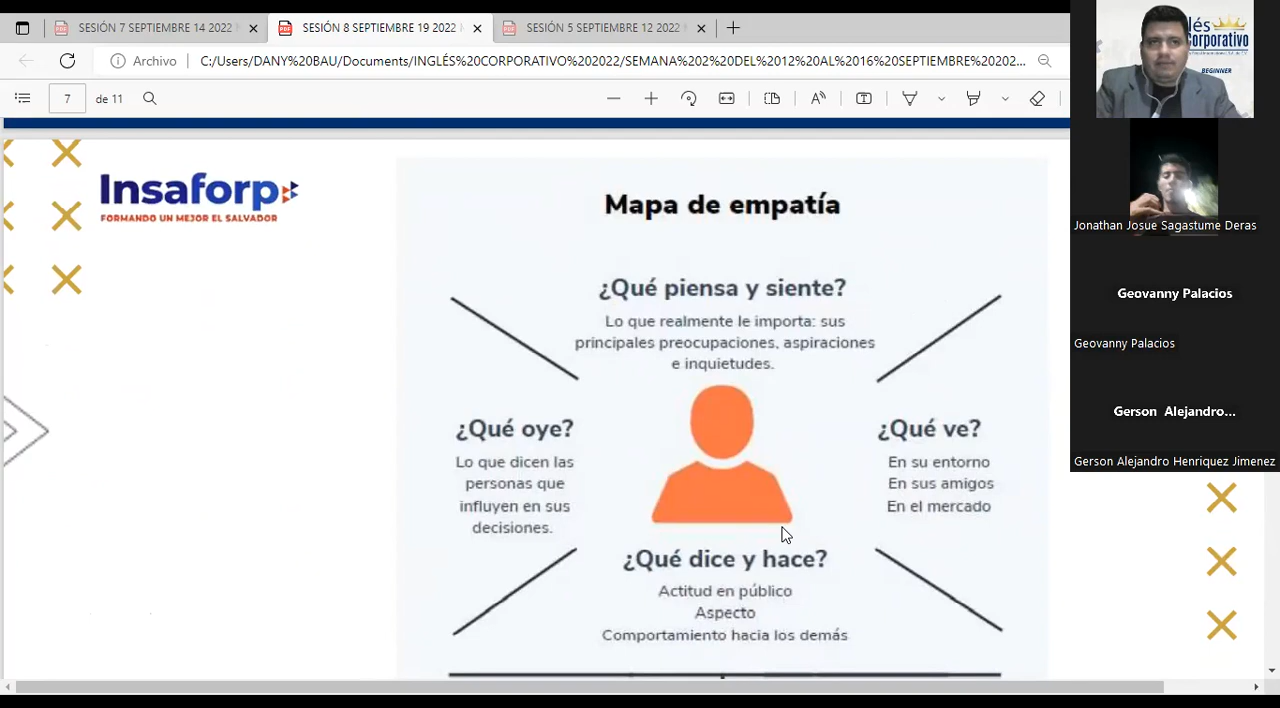 SESIÓN 7 SEPTIEMBRE 14 2022
SESIÓN 8 SEPTIEMBRE 19 2022
SESIÓN 5 SEPTIEMBRE 12 2022
Archivo
C:/Users/DANY%20BAU/Documents/INGLÉS%20CORPORATIVO%202022/SEMANA%202%20DEL%2012%20AL%2016%20SEPTIEMBRE%20202...
7
de 11
Insaforp
FORMANDO UN MEJOR EL SALVADOR
Mapa de empatía
¿Qué piensa y siente?
Lo que realmente le importa: sus
principales preocupaciones, aspiraciones
e inquietudes.
¿Qué oye?
Lo que dicen las
personas que
influyen en sus
decisiones.
¿Qué ve?
En su entorno
En sus amigos
En el mercado
¿Qué dice y hace?
Actitud en público
Aspecto
Comportamiento hacia los demás
lés
Corporativo
BEGINNER
Jonathan Josue Sagastume Deras
Geovanny Palacios
Geovanny Palacios
Gerson Alejandro...
Gerson Alejandro Henriquez Jimenez